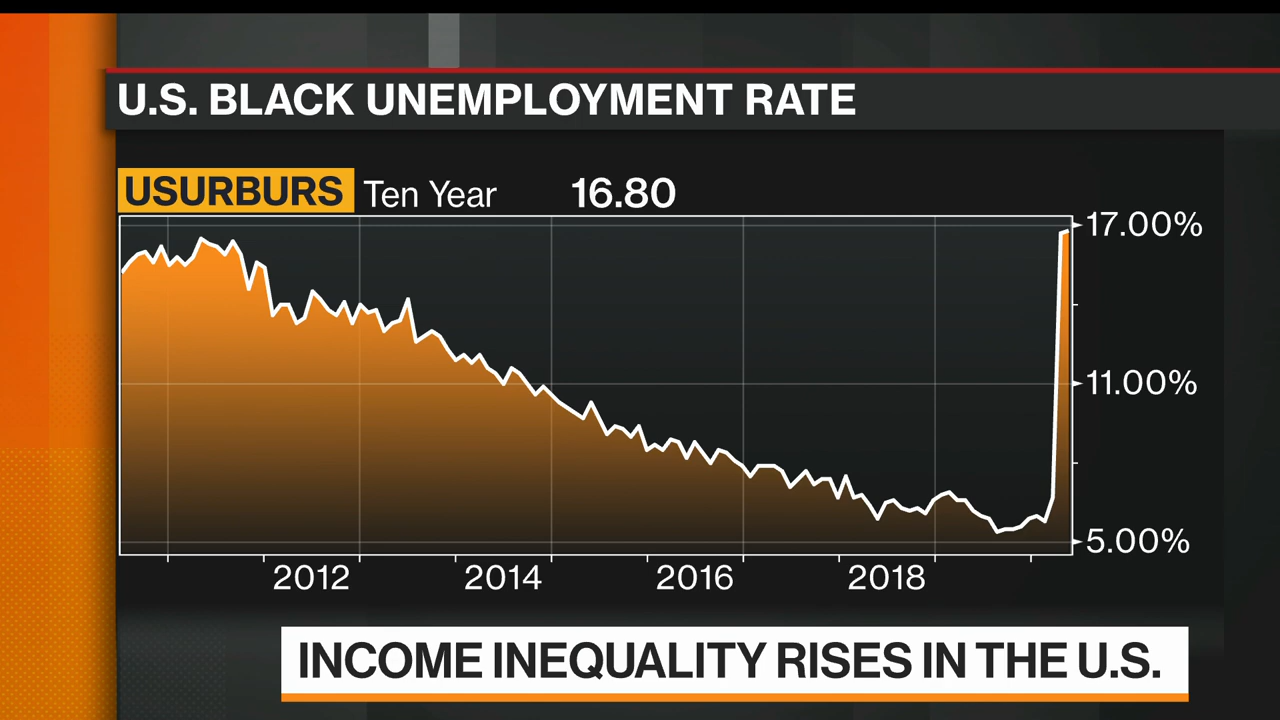 U.S. BLACK UNEMPLOYMENT RATE
USURBURS Ten Year 16.80
17.00%
11.00%
5.00%
2012 2014 2016 2018
INCOME INEQUALITY RISES IN THE U.S.